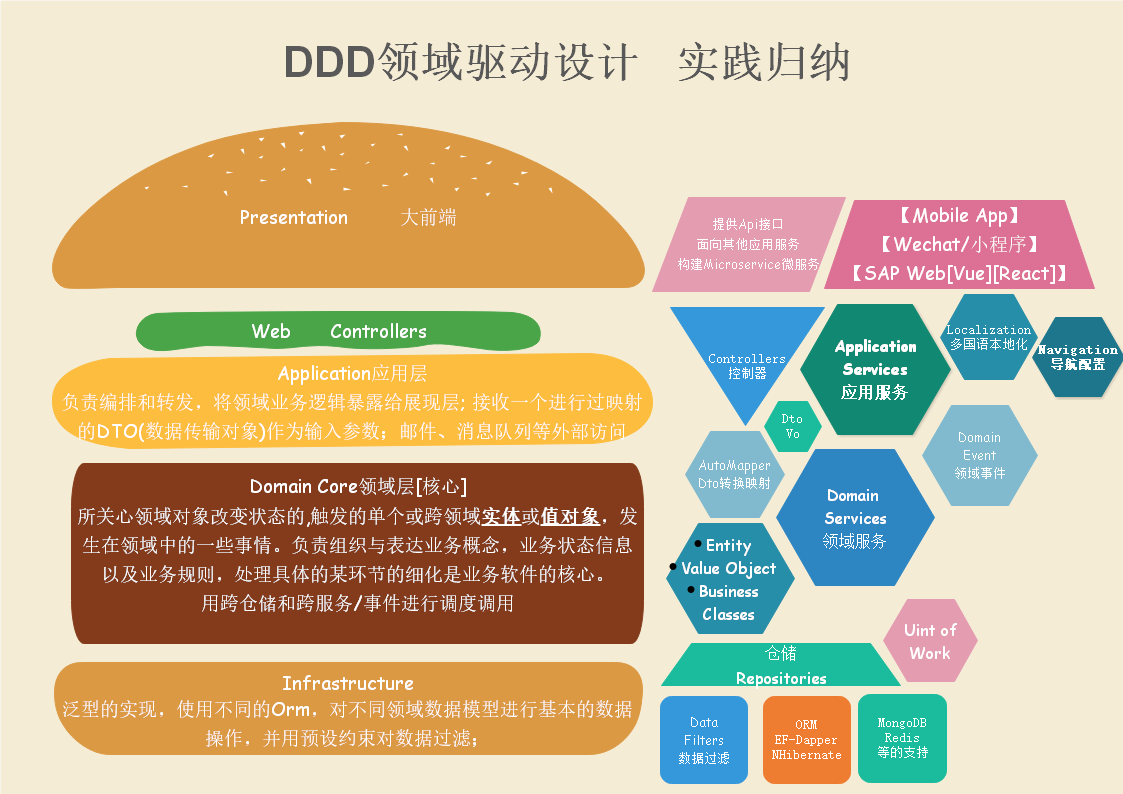 DDD领域驱动设计 实践归纳
Presentation 大前端
Web Controllers
Application应用层
负责编排和转发，将领域业务逻辑暴露给展现层; 接收一个进行过映射
的DTO(数据传输对象)作为输入参数；邮件、消息队列等外部访问
Domain Core领域层[核心]
所关心领域对象改变状态的,触发的单个或跨领域实体或值对象，发
生在领域中的一些事情。负责组织与表达业务概念，业务状态信息
以及业务规则，处理具体的某环节的细化是业务软件的核心。
用跨仓储和跨服务/事件进行调度调用
Infrastructure
泛型的实现，使用不同的Orm，对不同领域数据模型进行基本的数据
操作，并用预设约束对数据过滤；
提供Api接口
面向其他应用服务
构建Microservice微服务
【Mobile App】
【Wechat/小程序】
【SAP Web[Vue][React]】
Controllers
控制器
Application
Services
应用服务
Localization
多国语本地化
Navigation
导航配置
Dto
Vo
AutoMapper
Dto转换映射
Domain
Services
领域服务
Domain
Event
领域事件
• Entity
• Value Object
• Business
Classes
Uint of
Work
仓储
Repositories
Data
Filters
数据过滤
ORM
EF-Dapper
NHibernate
MongoDB
Redis
等的支持